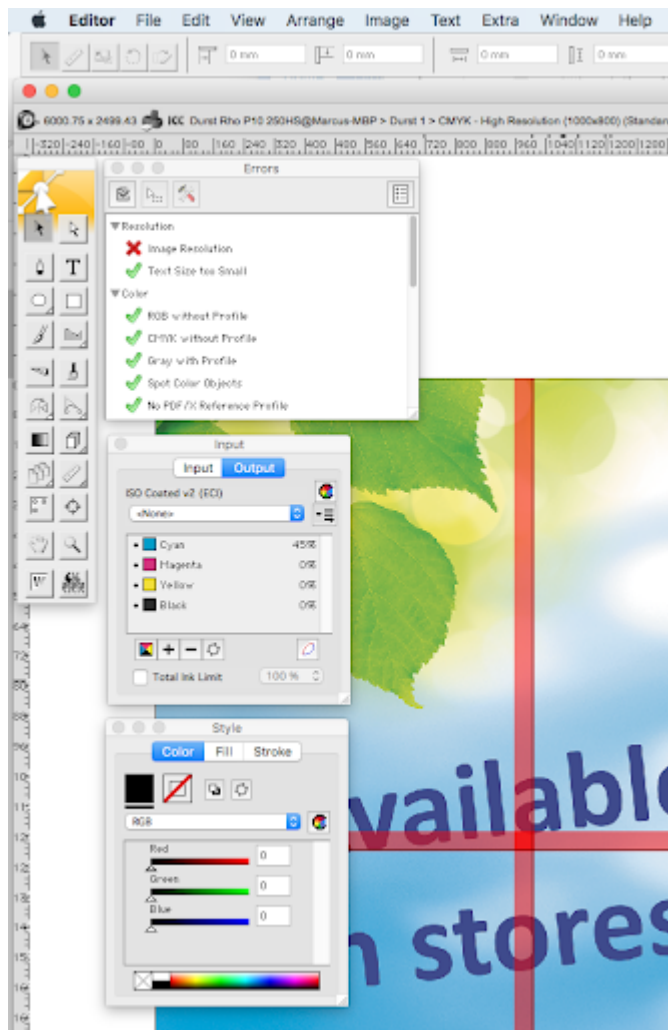 Editor File Edit View Arrange Image Text Extra Window Help
0 mm 0 mm 0 mm 0 mm
6000.75 x 2499.43 ICC Durst Rho P10 250HS@Marcus-MBP > Durst 1 > CMYK - High Resolution (1000x800) (Standar
Errors
Resolution
Image Resolution
Text Size too Small
Color
RGB without Profile
CMYK without Profile
Gray with Profile
Spot Color Objects
No PDF/X Reference Profile
Input
Input Output
ISO Coated v2 (ECI)
<None>
Cyan 45%
Magenta 0%
Yellow 0%
Black 0%
Total Ink Limit 100 %
Style
Color Fill Stroke
RGB
Red
0
Green
0
Blue
0
vailable
n stores